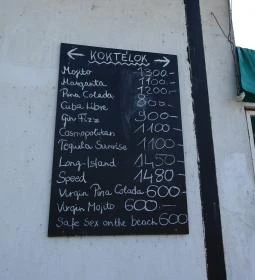 ← KOKTÉLOK →
Mojito 1300.-
Margarita 1100.-
Pina Colada 1200.-
Cuba Libre 800.-
Gin Fizz 900.-
Cosmopolitan 1100.-
Tequila Sunrise 1100.-
Long-Island 1450
Speed 1480.-
Virgin Pina Colada 600.-
Virgin Mojito 600.-
Safe Sex on the beach 600